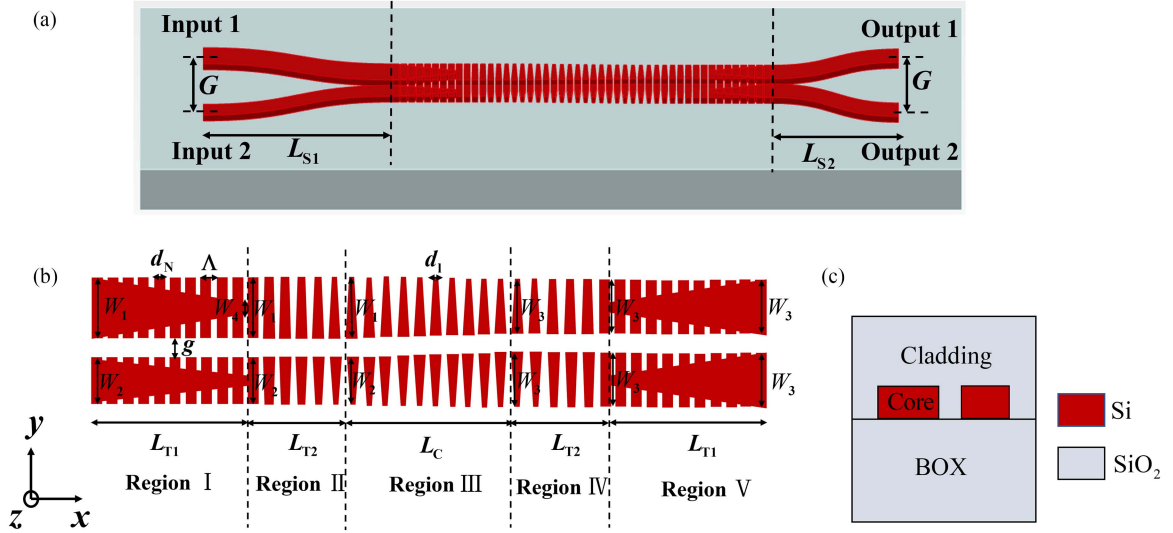 (a)
Input 1
Output 1
G
G
Input 2
L_S1
L_S2
Output 2
(b)
d_N
Λ
d_1
(c)
W_1
W_4
W_1
W_1
W_3
W_3
W_3
g
W_2
W_2
W_2
W_3
W_3
W_3
L_T1
L_T2
L_C
L_T2
L_T1
Region Ⅰ
Region Ⅱ
Region Ⅲ
Region Ⅳ
Region Ⅴ
y
z
x
Cladding
Core
BOX
Si
SiO₂